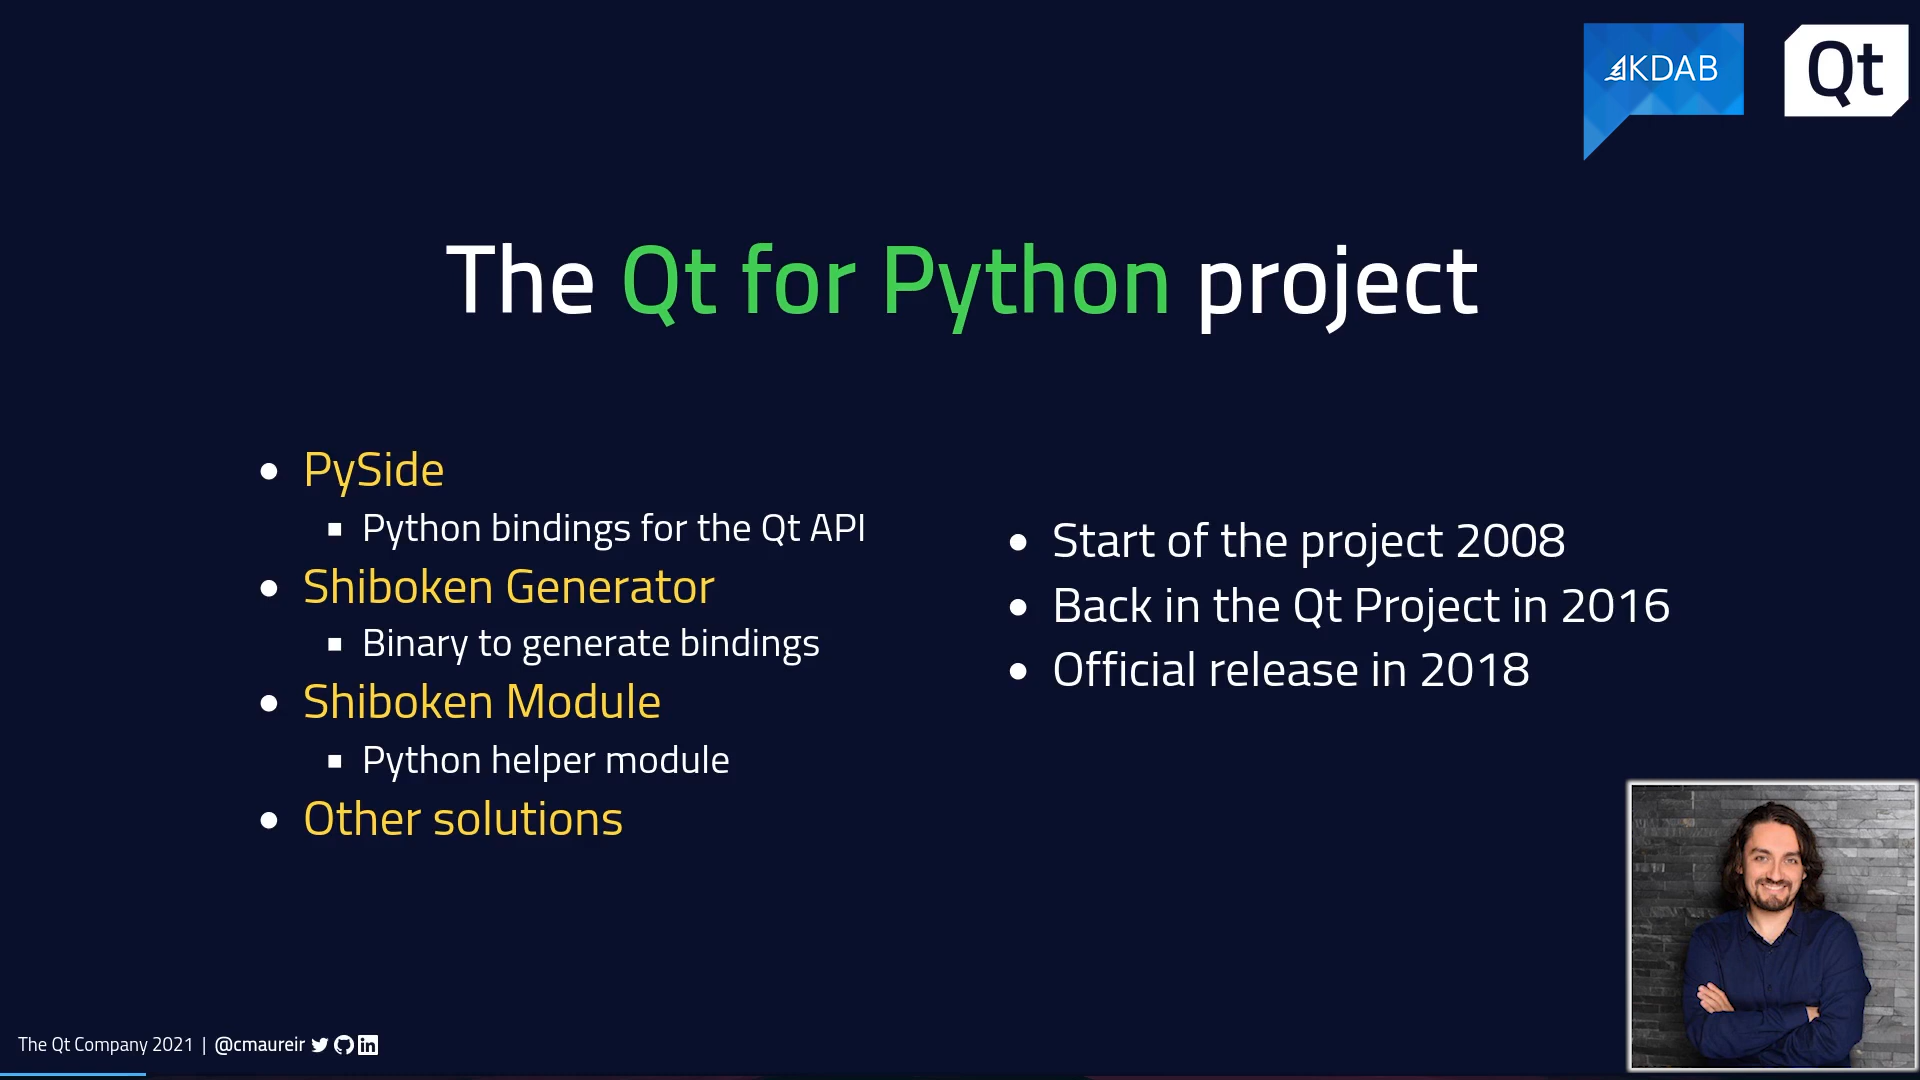 KDAB
Qt
The Qt for Python project
PySide
Python bindings for the Qt API
Shiboken Generator
Binary to generate bindings
Shiboken Module
Python helper module
Other solutions
Start of the project 2008
Back in the Qt Project in 2016
Official release in 2018
The Qt Company 2021 | @cmaureir